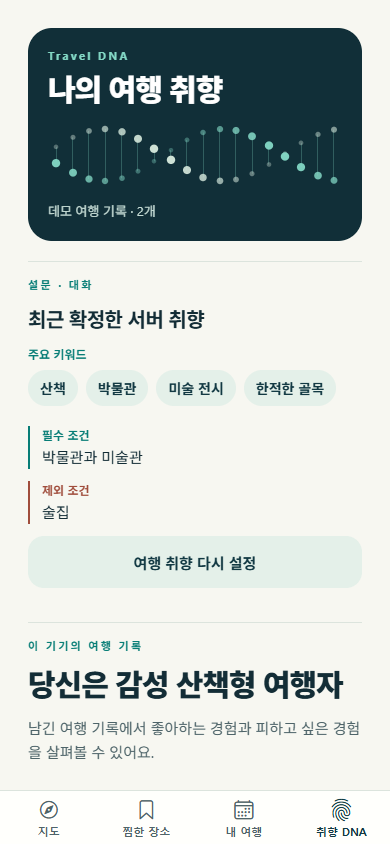 Travel DNA
나의 여행 취향
데모 여행 기록 · 2개
설문 · 대화
최근 확정한 서버 취향
주요 키워드
산책 박물관 미술 전시 한적한 골목
필수 조건
박물관과 미술관
제외 조건
술집
여행 취향 다시 설정
이 기기의 여행 기록
당신은 감성 산책형 여행자
남긴 여행 기록에서 좋아하는 경험과 피하고 싶은 경험
을 살펴볼 수 있어요.
지도 찜한 장소 내 여행 취향 DNA